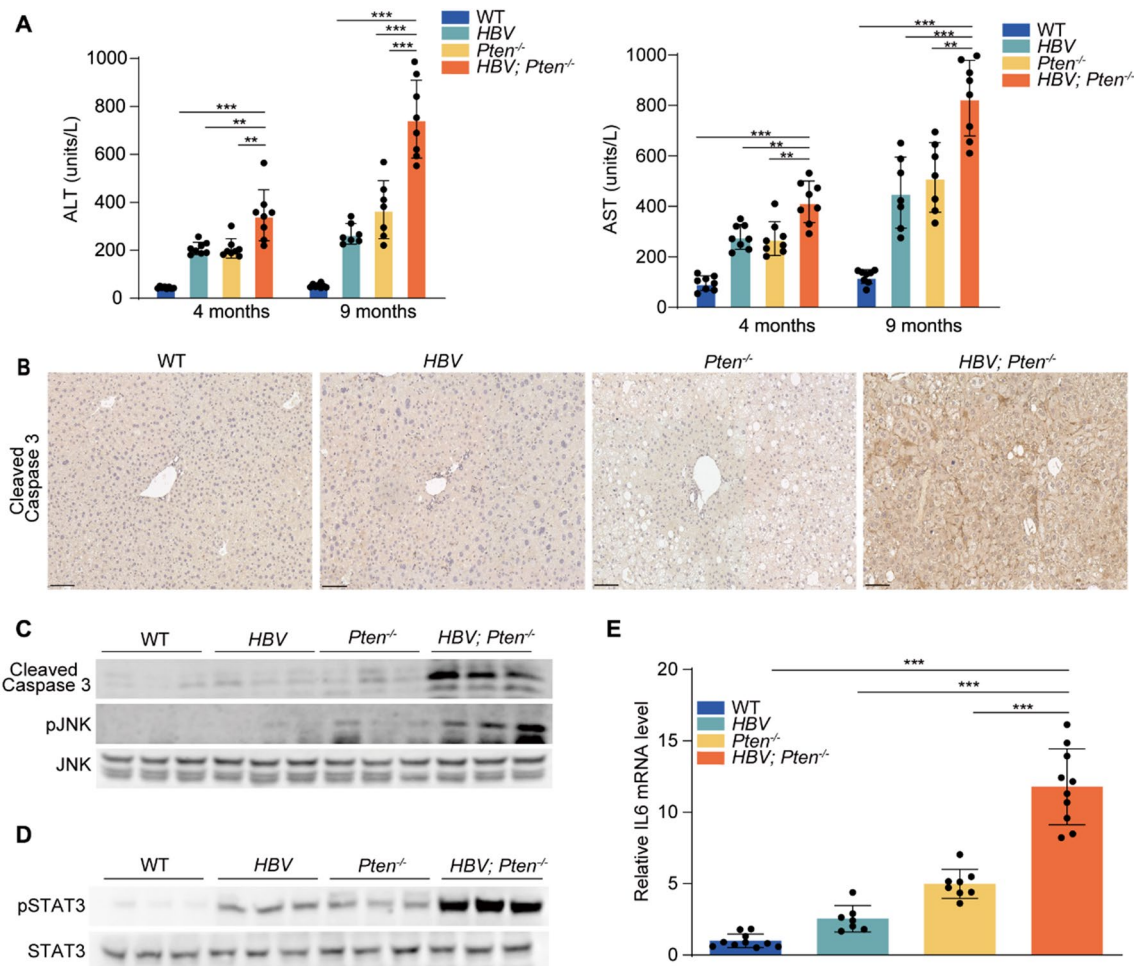 A
ALT (units/L)
1000
800
600
400
200
0
***
**
**
***
***
***
4 months
9 months
WT
HBV
Pten-/-
HBV; Pten-/-
AST (units/L)
1000
800
600
400
200
0
***
**
**
***
***
**
4 months
9 months
WT
HBV
Pten-/-
HBV; Pten-/-
B
WT
HBV
Pten-/-
HBV; Pten-/-
Cleaved
Caspase 3
C
WT
HBV
Pten-/-
HBV; Pten-/-
Cleaved
Caspase 3
pJNK
JNK
D
WT
HBV
Pten-/-
HBV; Pten-/-
pSTAT3
STAT3
E
Relative IL6 mRNA level
20
15
10
5
0
***
***
***
WT
HBV
Pten-/-
HBV; Pten-/-